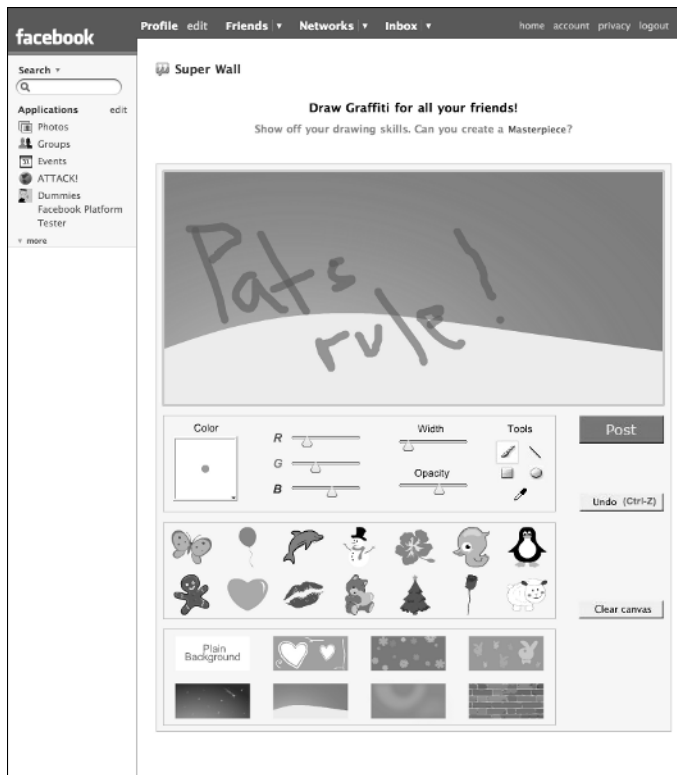 facebook
Profile edit Friends Networks Inbox home account privacy logout
Search
Applications edit
Photos
Groups
31 Events
ATTACK!
Dummies
Facebook Platform
Tester
more
Super Wall
Draw Graffiti for all your friends!
Show off your drawing skills. Can you create a Masterpiece?
Pats
rule!
Color
R
G
B
Width
Opacity
Tools
Post
Undo (Ctrl-Z)
Clear canvas
Plain
Background